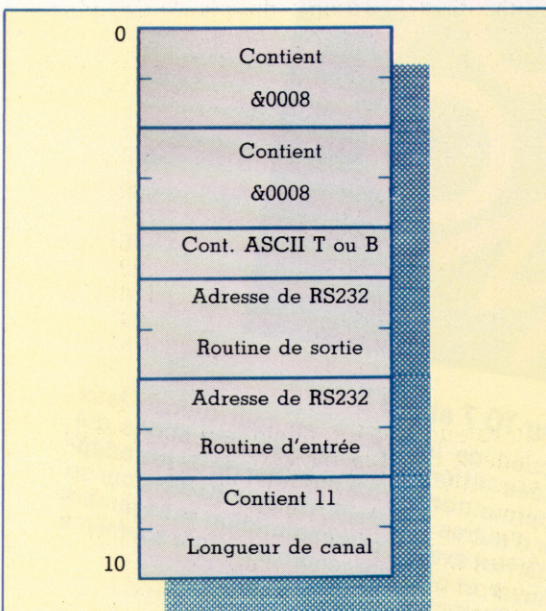 0
Contient
&0008
Contient
&0008
Cont. ASCII T ou B
Adresse de RS232
Routine de sortie
Adresse de RS232
Routine d'entrée
Contient 11
Longueur de canal
10